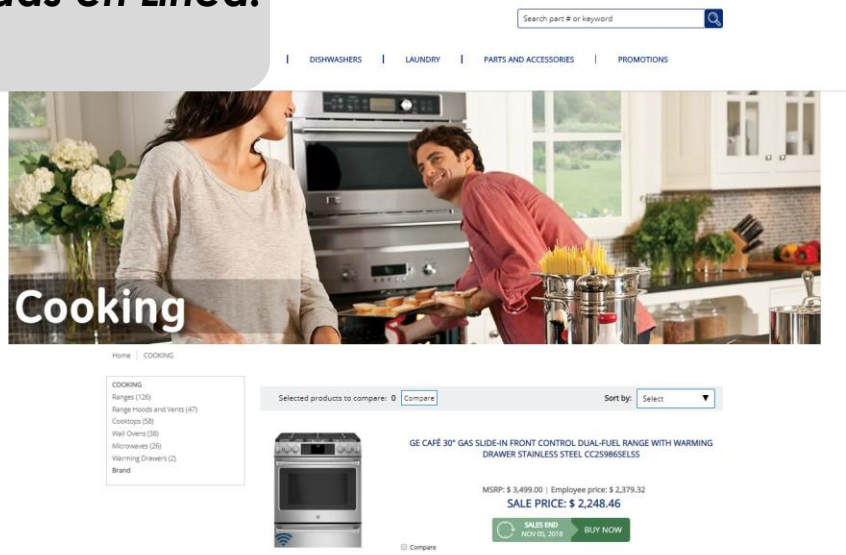 en Línea.
Search part # or keyword
DISHWASHERS | LAUNDRY | PARTS AND ACCESSORIES | PROMOTIONS
Cooking
Home | COOKING
COOKING
Ranges (126)
Range Hoods and Vents (47)
Cooktops (58)
Wall Ovens (38)
Microwaves (26)
Warming Drawers (2)
Brand
Selected products to compare: 0 Compare
Sort by: Select
GE CAFÉ 30" GAS SLIDE-IN FRONT CONTROL DUAL-FUEL RANGE WITH WARMING
DRAWER STAINLESS STEEL CC2S986SELSS
MSRP: $ 3,499.00 | Employee price: $ 2,379.32
SALE PRICE: $ 2,248.46
SALES END
NOV 05, 2018
BUY NOW
Compare